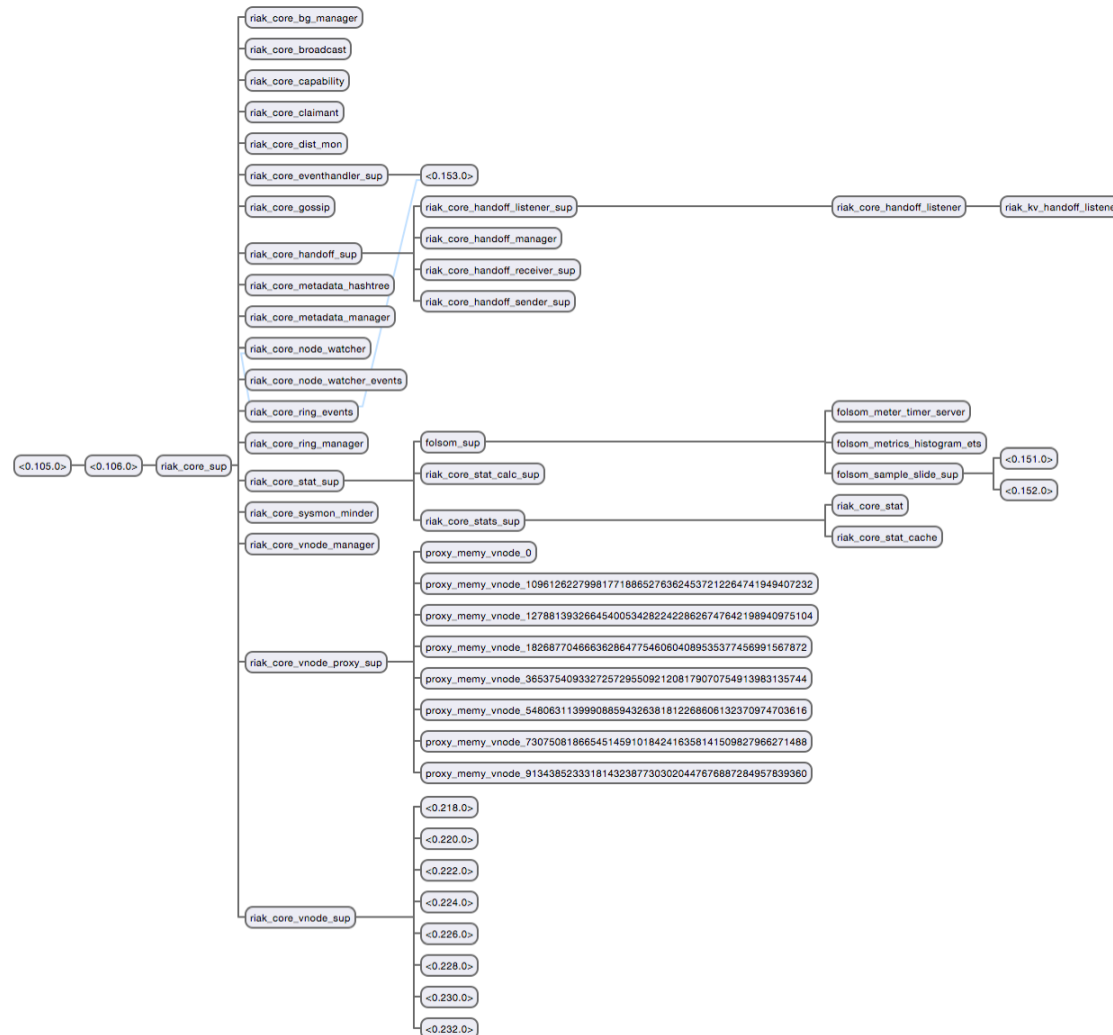 riak_core_bg_manager
riak_core_broadcast
riak_core_capability
riak_core_claimant
riak_core_dist_mon
riak_core_eventhandler_sup
<0.153.0>
riak_core_gossip
riak_core_handoff_listener_sup
riak_core_handoff_listener
riak_kv_handoff_listene
riak_core_handoff_manager
riak_core_handoff_sup
riak_core_handoff_receiver_sup
riak_core_metadata_hashtree
riak_core_handoff_sender_sup
riak_core_metadata_manager
riak_core_node_watcher
riak_core_node_watcher_events
riak_core_ring_events
folsom_meter_timer_server
riak_core_ring_manager
folsom_sup
folsom_metrics_histogram_ets
<0.105.0>
<0.106.0>
riak_core_sup
riak_core_stat_sup
riak_core_stat_calc_sup
folsom_sample_slide_sup
<0.151.0>
<0.152.0>
riak_core_sysmon_minder
riak_core_stats_sup
riak_core_stat
riak_core_stat_cache
riak_core_vnode_manager
proxy_memy_vnode_0
proxy_memy_vnode_1096126227998177188652763624537212264741949407232
proxy_memy_vnode_1278813932664540053428224228626747642198940975104
proxy_memy_vnode_182687704666362864775460604089535377456991567872
riak_core_vnode_proxy_sup
proxy_memy_vnode_365375409332725729550921208179070754913983135744
proxy_memy_vnode_548063113999088594326381812268606132370974703616
proxy_memy_vnode_730750818665451459101842416358141509827966271488
proxy_memy_vnode_913438523331814323877303020447676887284957839360
<0.218.0>
<0.220.0>
<0.222.0>
<0.224.0>
riak_core_vnode_sup
<0.226.0>
<0.228.0>
<0.230.0>
<0.232.0>